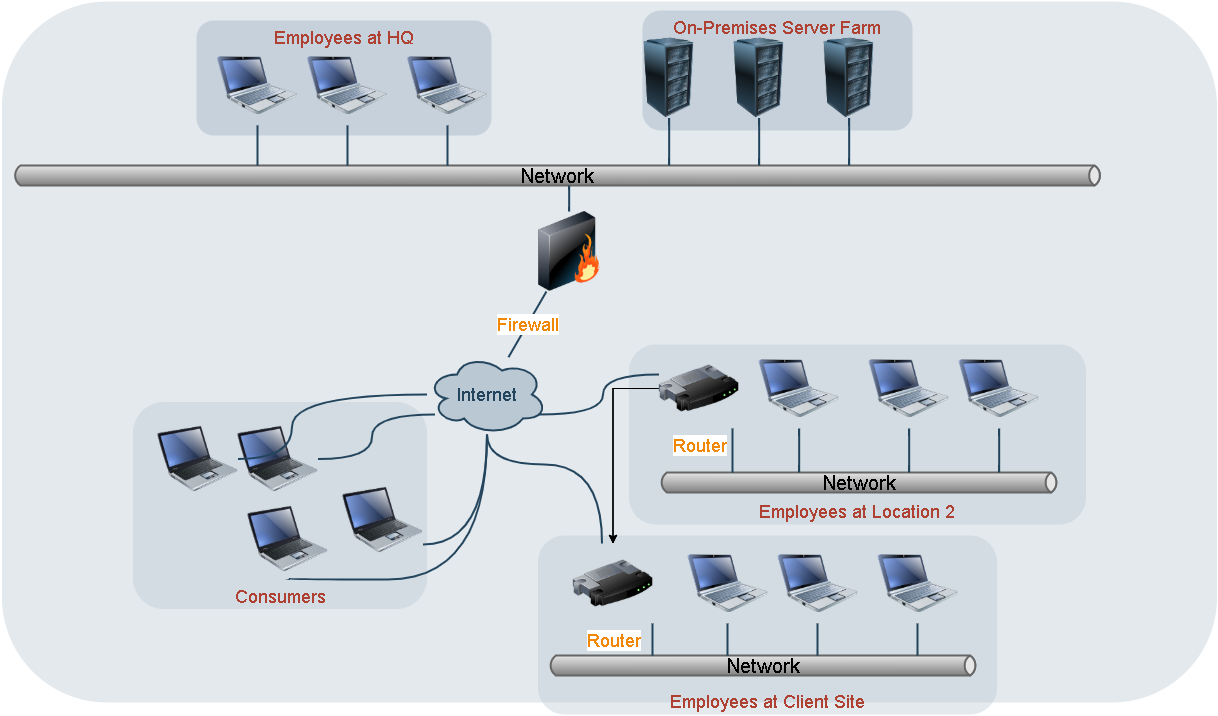 Employees at HQ
On-Premises Server Farm
Network
Firewall
Internet
Router
Network
Employees at Location 2
Consumers
Router
Network
Employees at Client Site